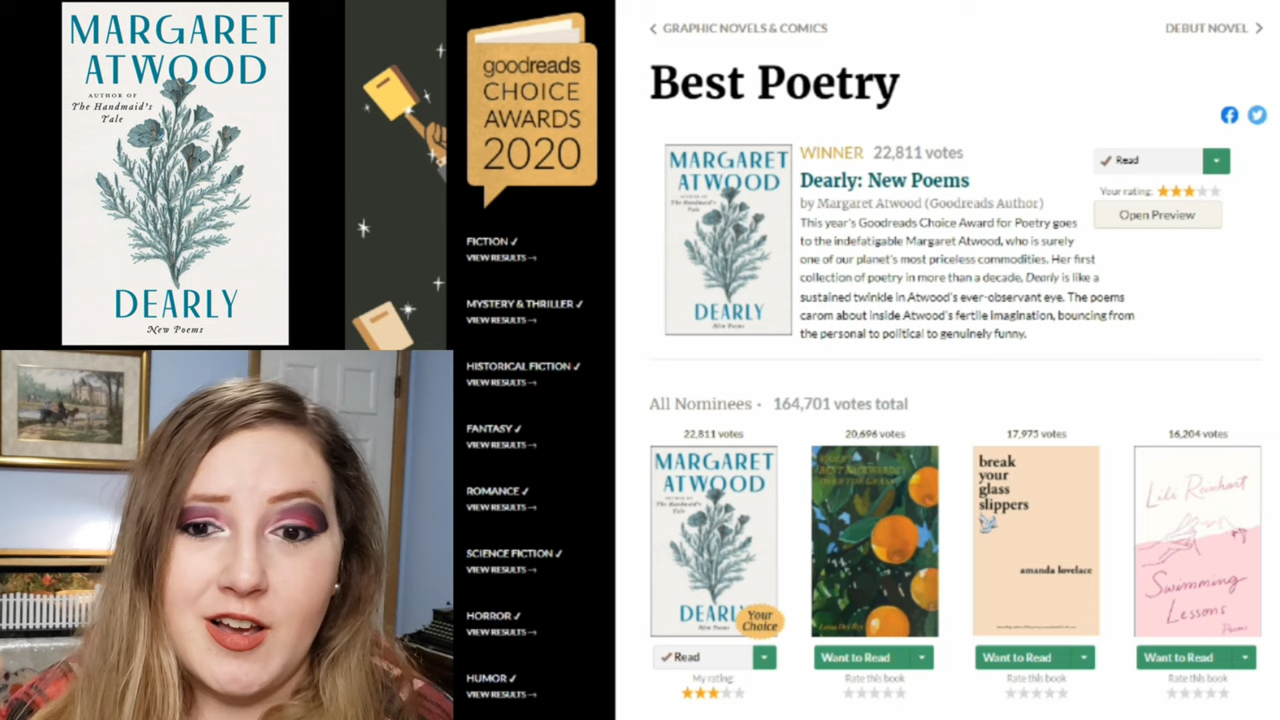 MARGARET
ATWOOD
AUTHOR OF
The Handmaid's
Tale
DEARLY
New Poems
goodreads
CHOICE
AWARDS
2020
FICTION ✓
VIEW RESULTS→
MYSTERY & THRILLER ✓
VIEW RESULTS→
HISTORICAL FICTION ✓
VIEW RESULTS→
FANTASY ✓
VIEW RESULTS→
ROMANCE ✓
VIEW RESULTS→
SCIENCE FICTION ✓
VIEW RESULTS→
HORROR ✓
VIEW RESULTS→
HUMOR ✓
VIEW RESULTS→
GRAPHIC NOVELS & COMICS
DEBUT NOVEL
Best Poetry
MARGARET
ATWOOD
DEARLY
New Poems
WINNER 22,811 votes
Dearly: New Poems
by Margaret Atwood (Goodreads Author)
This year's Goodreads Choice Award for Poetry goes
to the indefatigable Margaret Atwood, who is surely
one of our planet's most priceless commodities. Her first
collection of poetry in more than a decade, Dearly is like a
sustained twinkle in Atwood's ever-observant eye. The poems
carom about inside Atwood's fertile imagination, bouncing from
the personal to political to genuinely funny.
Read
Your rating:
Open Preview
All Nominees • 164,701 votes total
22,811 votes
MARGARET
ATWOOD
DEARLY
New Poems
Your
Choice
Read
My rating:
20,696 votes
Want to Read
Rate this book
17,975 votes
break
your
glass
slippers
amanda lovelace
Want to Read
Rate this book
16,204 votes
Lili Reinhart
Swimming
Lessons
Poems
Want to Read
Rate this book